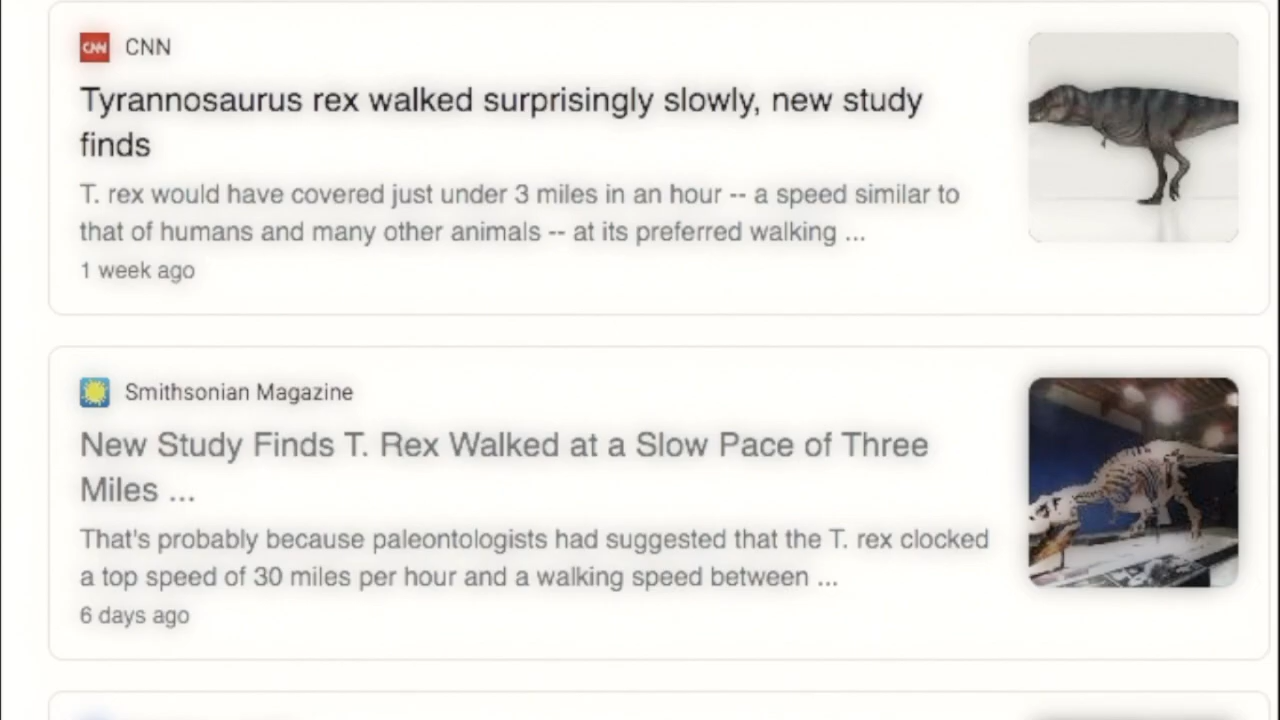 CNN CNN
Tyrannosaurus rex walked surprisingly slowly, new study
finds
T. rex would have covered just under 3 miles in an hour -- a speed similar to
that of humans and many other animals -- at its preferred walking ...
1 week ago
Smithsonian Magazine
New Study Finds T. Rex Walked at a Slow Pace of Three
Miles ...
That's probably because paleontologists had suggested that the T. rex clocked
a top speed of 30 miles per hour and a walking speed between ...
6 days ago